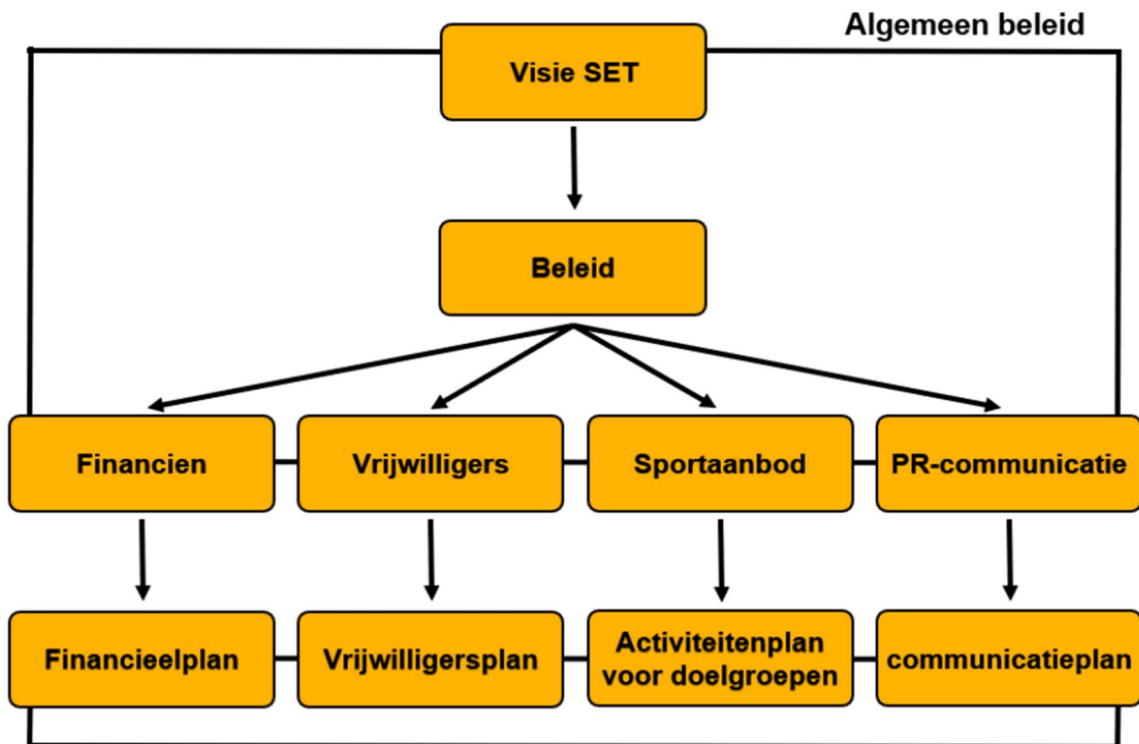 Algemeen beleid
Visie SET
Beleid
Financien
Vrijwilligers
Sportaanbod
PR-communicatie
Financieelplan
Vrijwilligersplan
Activiteitenplan
voor doelgroepen
communicatieplan